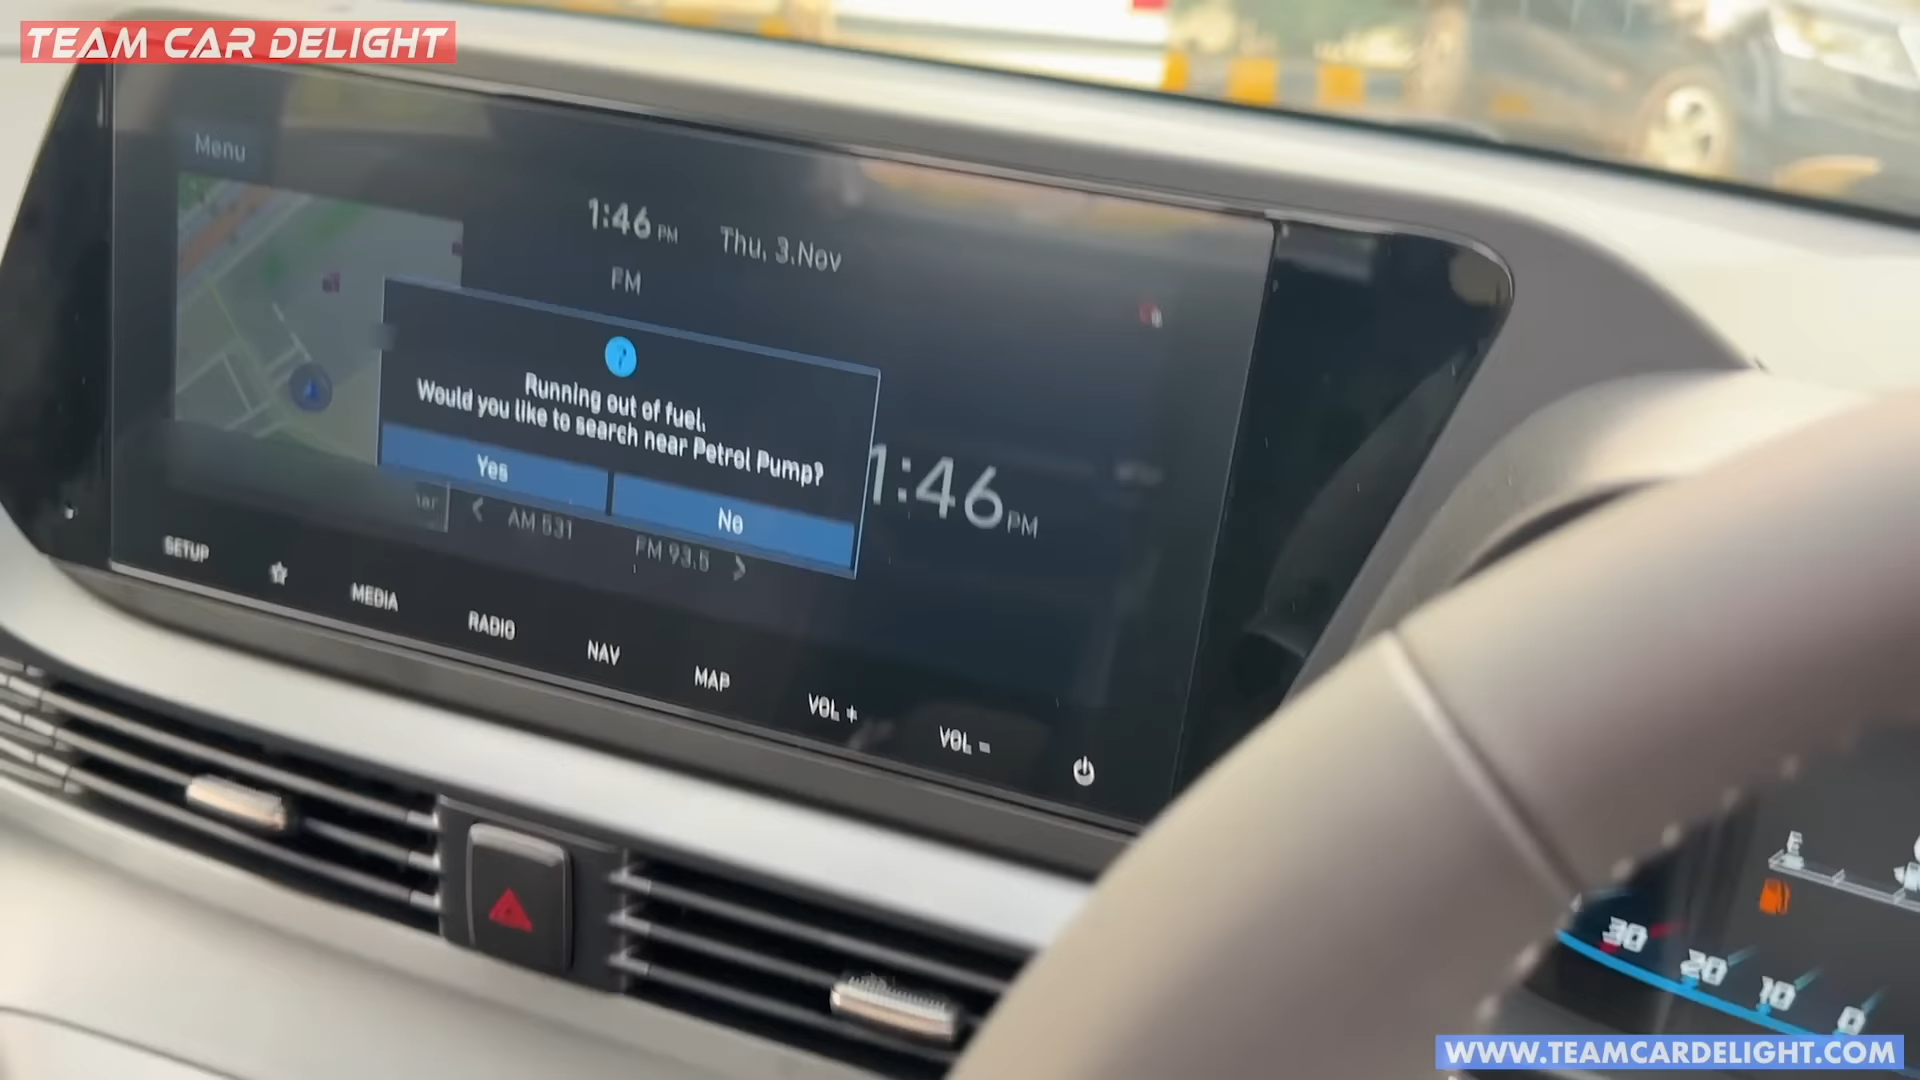 TEAM CAR DELIGHT
Menu
1:46 PM
Thu, 3.Nov
FM
Running out of fuel.
Would you like to search near Petrol Pump?
Yes
No
1:46 PM
AM 531
FM 93.5
SETUP
MEDIA
RADIO
NAV
MAP
VOL +
VOL -
E
30
20
10
0
WWW.TEAMCARDELIGHT.COM